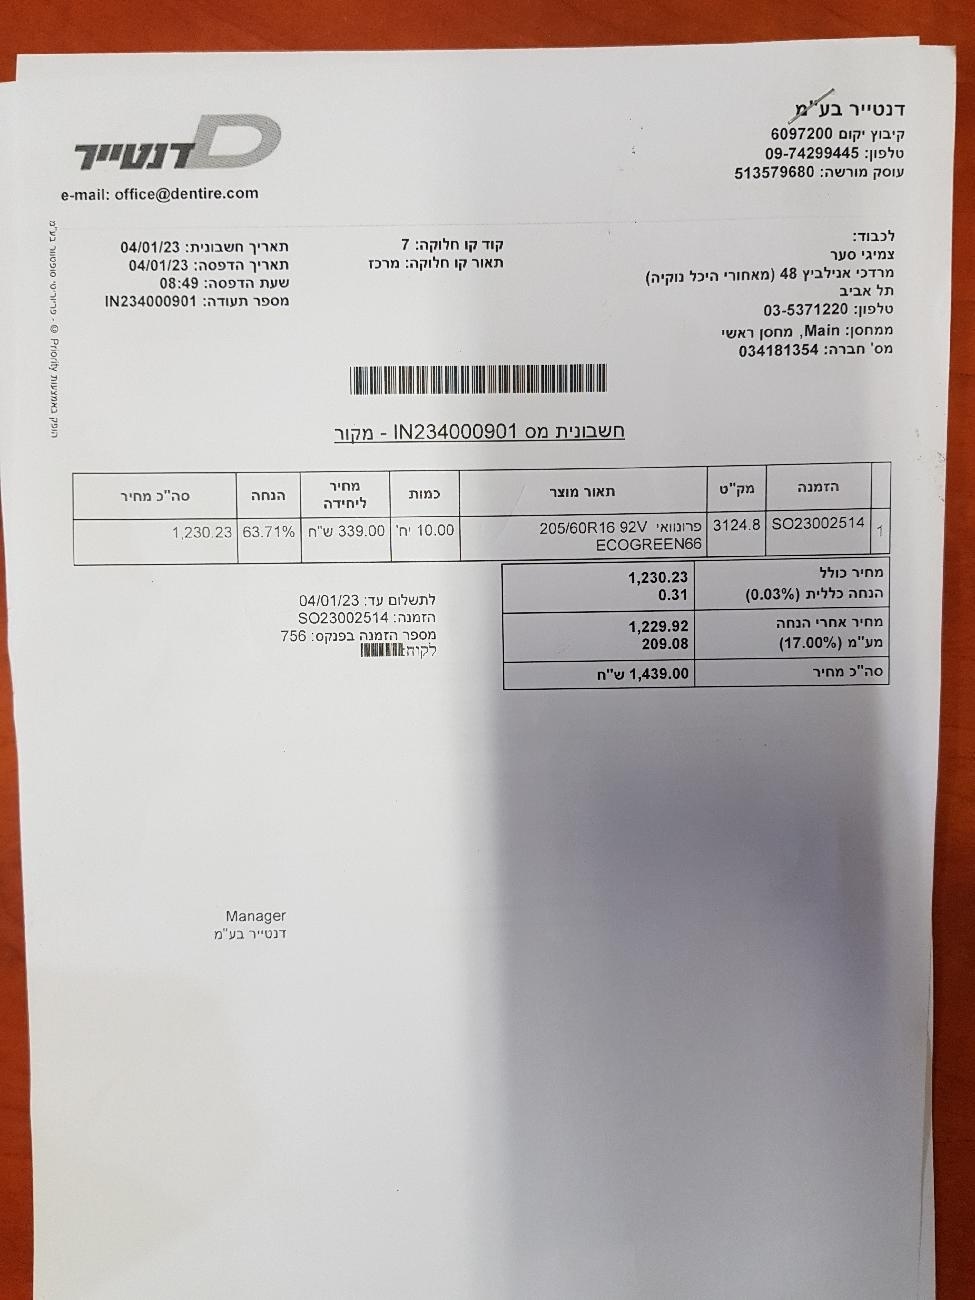 דנטייר בע"מ
קיבוץ יקום 6097200
טלפון: 09-74299445
עוסק מורשה: 513579680
דנטייר
e-mail: office@dentire.com
לכבוד:
צמיגי סער
מרדכי אנילביץ 48 (מאחורי היכל נוקיה)
תל אביב
טלפון: 03-5371220
ממחסן: Main, מחסן ראשי
מס' חברה: 034181354
קוד קו חלוקה: 7
תאור קו חלוקה: מרכז
תאריך חשבונית: 04/01/23
תאריך הדפסה: 04/01/23
שעת הדפסה: 08:49
מספר תעודה: IN234000901
הופק באמצעות Priority © - פריוריטי סופטוור בע"מ
חשבונית מס IN234000901 - מקור
הזמנה מק"ט תאור מוצר כמות מחיר ליחידה הנחה סה"כ מחיר
1 SO23002514 3124.8 פרונוואי 205/60R16 92V 10.00 יח' 339.00 ש"ח 63.71% 1,230.23
ECOGREEN66
מחיר כולל 1,230.23
הנחה כללית (0.03%) 0.31
מחיר אחרי הנחה 1,229.92
מע"מ (17.00%) 209.08
סה"כ מחיר 1,439.00 ש"ח
לתשלום עד: 04/01/23
הזמנה: SO23002514
מספר הזמנה בפנקס: 756
לקוח:
Manager
דנטייר בע"מ